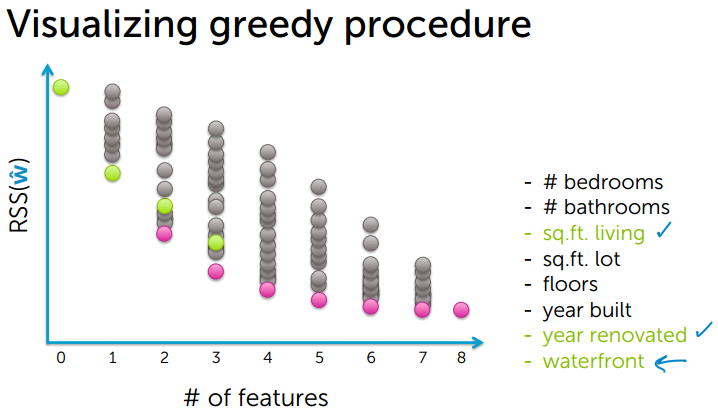 Visualizing greedy procedure
RSS(ŵ)
0 1 2 3 4 5 6 7 8
# of features
- # bedrooms
- # bathrooms
- sq.ft. living ✓
- sq.ft. lot
- floors
- year built
- year renovated ✓
- waterfront ←